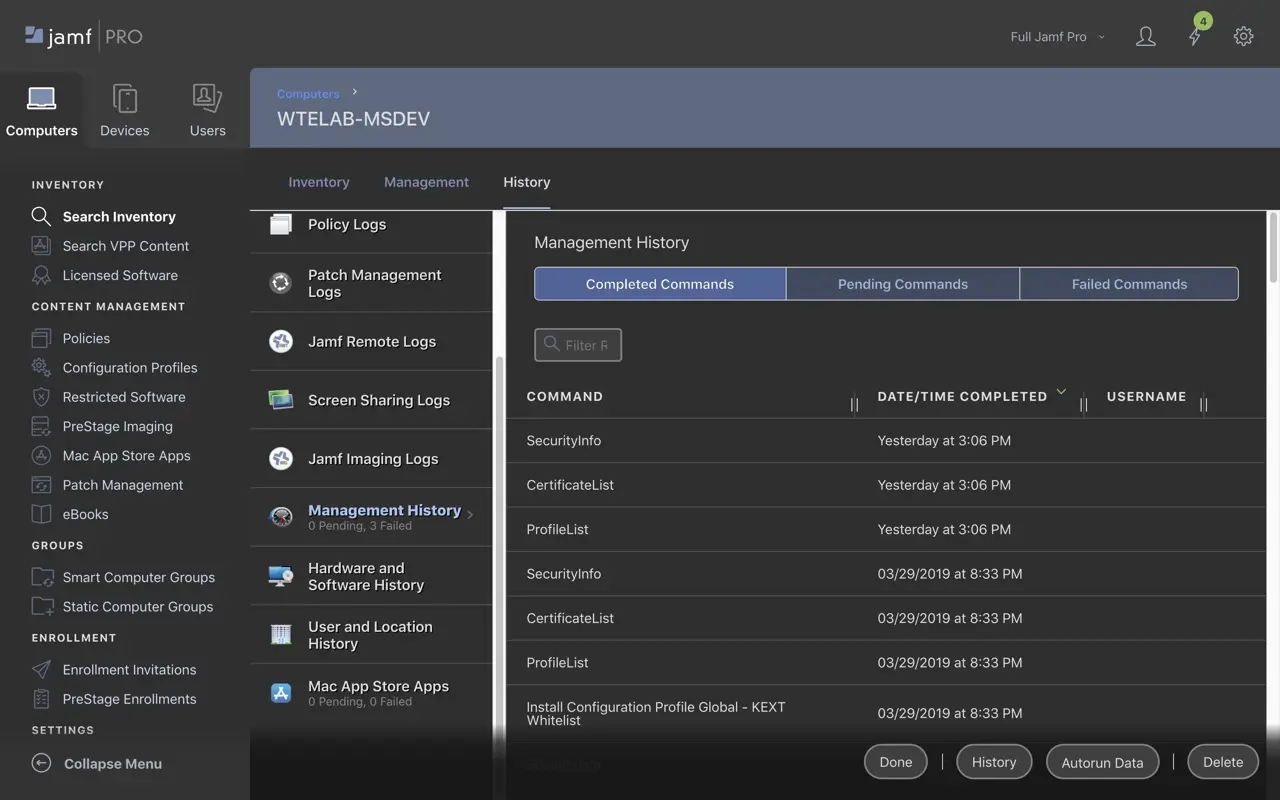 jamf | PRO
Full Jamf Pro
4
Computers
Devices
Users
Computers
WTELAB-MSDEV
Inventory
Management
History
INVENTORY
Search Inventory
Search VPP Content
Licensed Software
CONTENT MANAGEMENT
Policies
Configuration Profiles
Restricted Software
PreStage Imaging
Mac App Store Apps
Patch Management
eBooks
GROUPS
Smart Computer Groups
Static Computer Groups
ENROLLMENT
Enrollment Invitations
PreStage Enrollments
SETTINGS
Collapse Menu
Policy Logs
Patch Management
Logs
Jamf Remote Logs
Screen Sharing Logs
Jamf Imaging Logs
Management History
0 Pending, 3 Failed
Hardware and
Software History
User and Location
History
Mac App Store Apps
0 Pending, 0 Failed
Management History
Completed Commands
Pending Commands
Failed Commands
Filter R
COMMAND DATE/TIME COMPLETED USERNAME
SecurityInfo Yesterday at 3:06 PM
CertificateList Yesterday at 3:06 PM
ProfileList Yesterday at 3:06 PM
SecurityInfo 03/29/2019 at 8:33 PM
CertificateList 03/29/2019 at 8:33 PM
ProfileList 03/29/2019 at 8:33 PM
Install Configuration Profile Global - KEXT
Whitelist 03/29/2019 at 8:33 PM
Done
History
Autorun Data
Delete